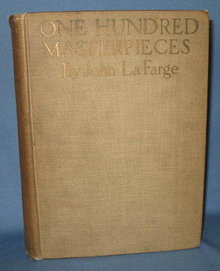 ONE HUNDRED
MASTERPIECES
By John La Farge